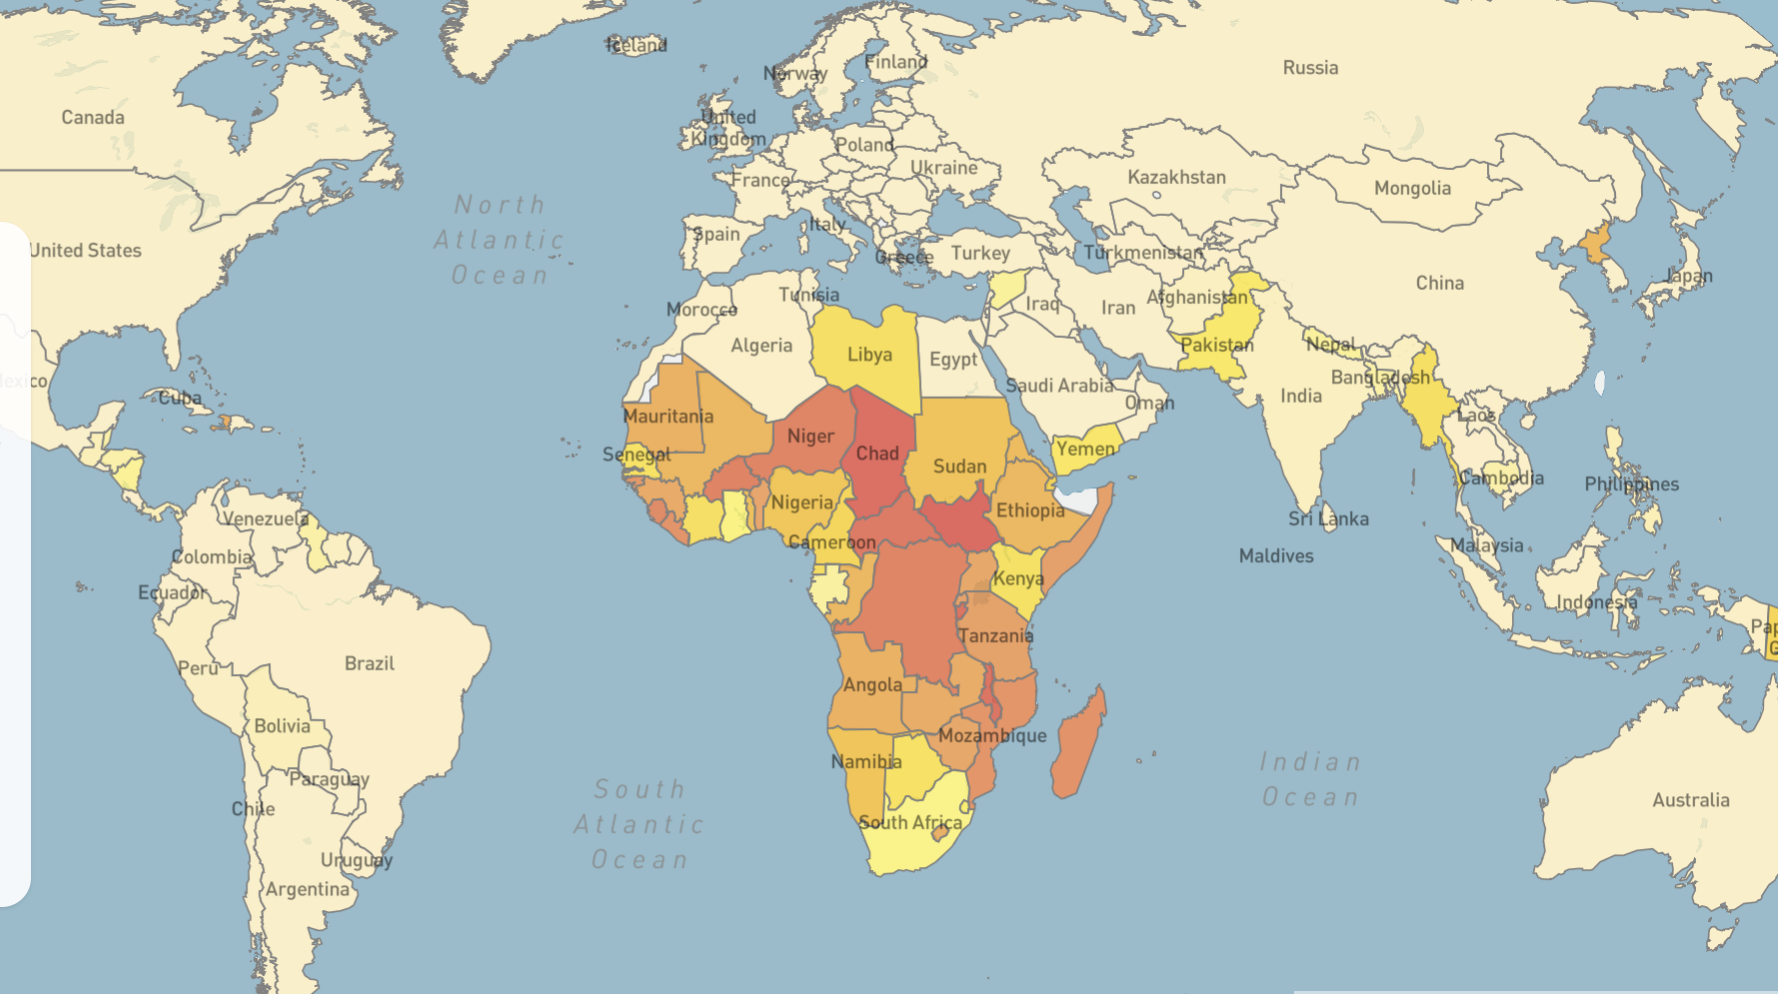 Iceland
Norway
Finland
Russia
Canada
United
Kingdom
Poland
Ukraine
France
Kazakhstan
Mongolia
North
Atlantic
Ocean
United States
Spain
Italy
Greece
Turkey
Turkmenistan
China
Japan
Morocco
Tunisia
Algeria
Libya
Egypt
Iraq
Iran
Afghanistan
Pakistan
Nepal
Bangladesh
India
Saudi Arabia
Oman
Yemen
Laos
Cambodia
Philippines
Cuba
Mauritania
Senegal
Niger
Chad
Sudan
Nigeria
Ethiopia
Cameroon
Kenya
Tanzania
Sri Lanka
Maldives
Malaysia
Indonesia
Venezuela
Colombia
Ecuador
Peru
Brazil
Bolivia
Paraguay
Chile
Uruguay
Argentina
Angola
Mozambique
Namibia
South Africa
South
Atlantic
Ocean
Indian
Ocean
Australia